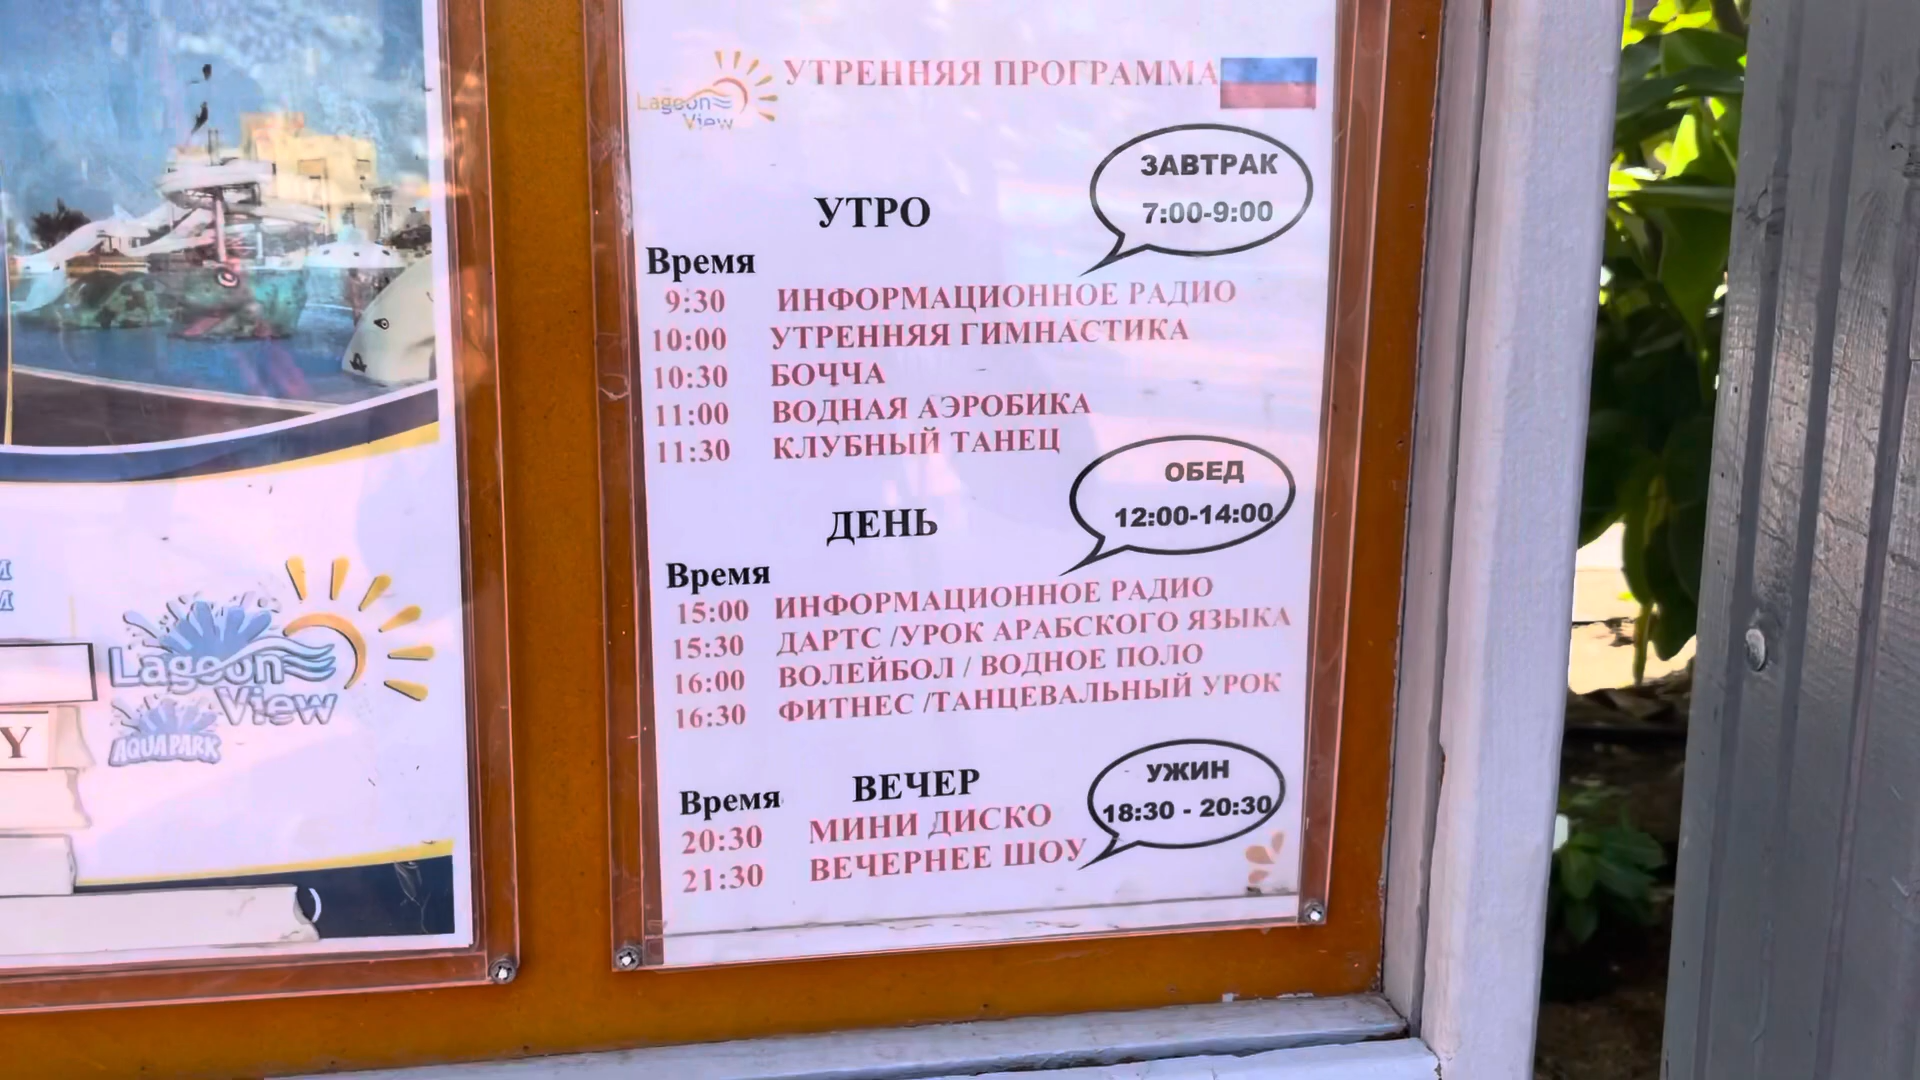 Lagoon View
AQUA PARK
Y
Lagoon View
УТРЕННЯЯ ПРОГРАММА
ЗАВТРАК
7:00-9:00
УТРО
Время
9:30 ИНФОРМАЦИОННОЕ РАДИО
10:00 УТРЕННЯЯ ГИМНАСТИКА
10:30 БОЧЧА
11:00 ВОДНАЯ АЭРОБИКА
11:30 КЛУБНЫЙ ТАНЕЦ
ОБЕД
12:00-14:00
ДЕНЬ
Время
15:00 ИНФОРМАЦИОННОЕ РАДИО
15:30 ДАРТС /УРОК АРАБСКОГО ЯЗЫКА
16:00 ВОЛЕЙБОЛ / ВОДНОЕ ПОЛО
16:30 ФИТНЕС /ТАНЦЕВАЛЬНЫЙ УРОК
УЖИН
18:30 - 20:30
Время ВЕЧЕР
20:30 МИНИ ДИСКО
21:30 ВЕЧЕРНЕЕ ШОУ